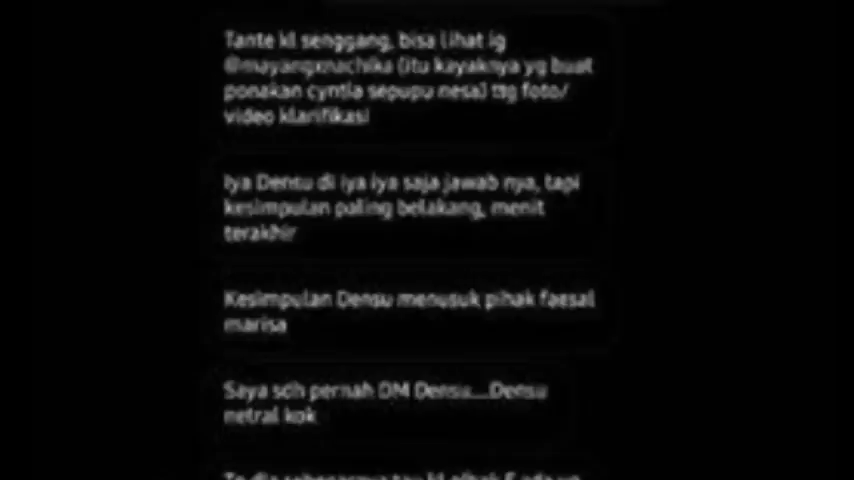 Tante kl senggang, bisa lihat ig
@mayangxnachika (itu kayaknya yg buat
ponakan cyntia sepupu nesa) ttg foto/
video klarifikasi
Iya Densu di iya iya saja jawab nya, tapi
kesimpulan paling belakang, menit
terakhir
Kesimpulan Densu menusuk pihak faesal
marisa
Saya sdh pernah DM Densu....Densu
netral kok